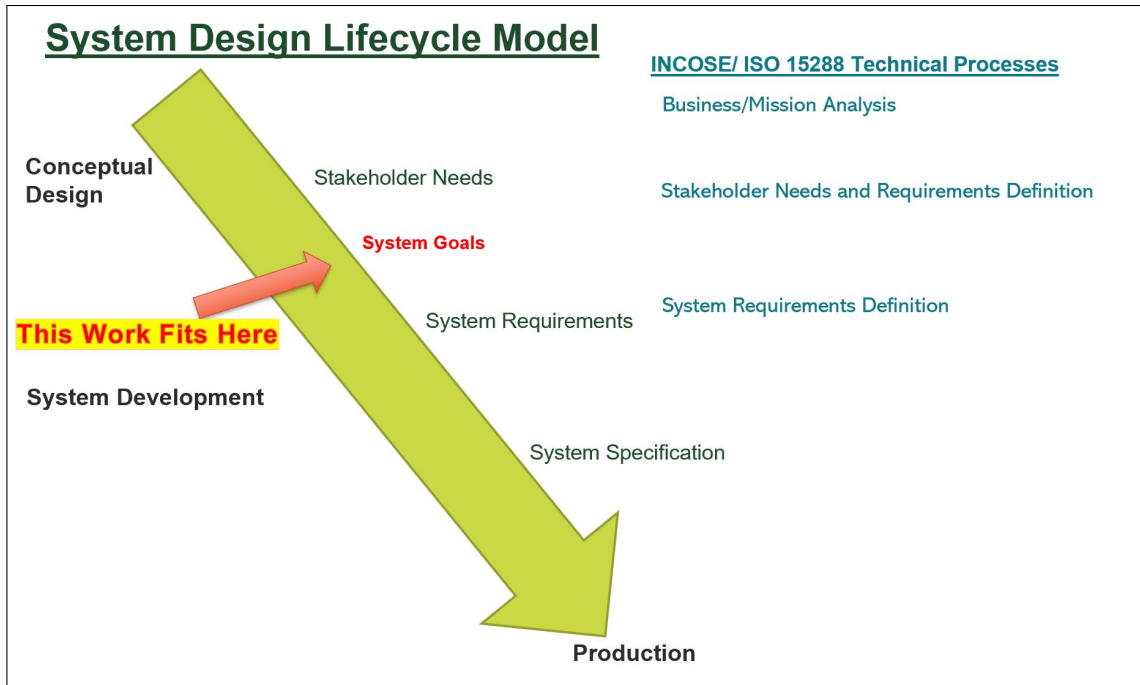 System Design Lifecycle Model
INCOSE/ ISO 15288 Technical Processes
Business/Mission Analysis
Conceptual
Design
Stakeholder Needs
Stakeholder Needs and Requirements Definition
System Goals
System Requirements
System Requirements Definition
This Work Fits Here
System Development
System Specification
Production